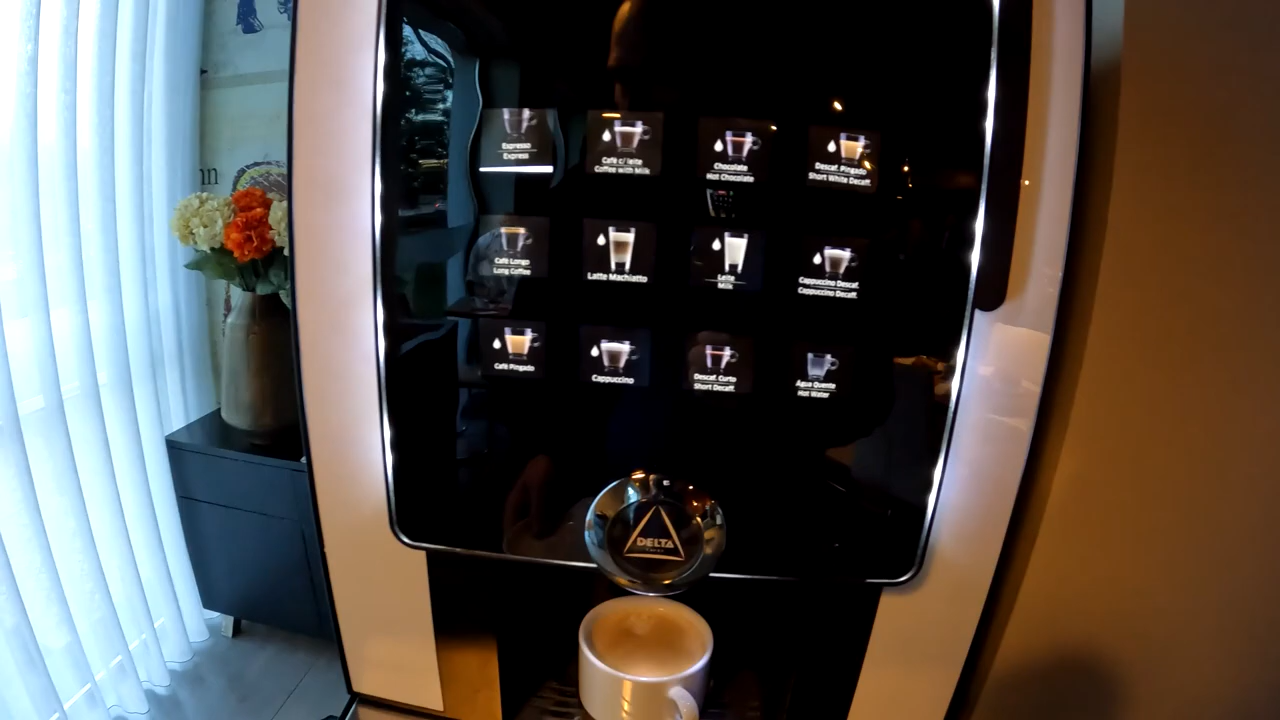 nn
Espresso
Express
Café c/ leite
Coffee with Milk
Chocolate
Hot Chocolate
Descaf. Pingado
Short White Decaff.
Café Longo
Long Coffee
Latte Machiatto
Leite
Milk
Cappuccino Descaf.
Cappuccino Decaff.
Café Pingado
Cappuccino
Descaf. Curto
Short Decaff.
Água Quente
Hot Water
DELTA